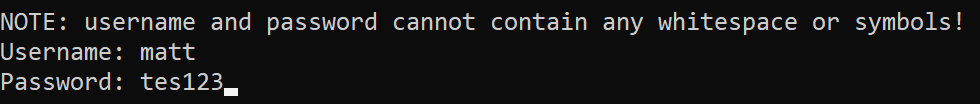 NOTE: username and password cannot contain any whitespace or symbols!
Username: matt
Password: tes123